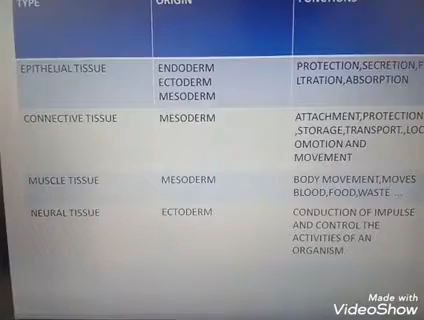 TYPE ORIGIN FUNCTIONS
EPITHELIAL TISSUE ENDODERM PROTECTION,SECRETION,F
ECTODERM LTRATION,ABSORPTION
MESODERM
CONNECTIVE TISSUE MESODERM ATTACHMENT,PROTECTION
,STORAGE,TRANSPORT.,LOC
OMOTION AND
MOVEMENT
MUSCLE TISSUE MESODERM BODY MOVEMENT,MOVES
BLOOD,FOOD,WASTE ...
NEURAL TISSUE ECTODERM CONDUCTION OF IMPULSE
AND CONTROL THE
ACTIVITIES OF AN
ORGANISM
Made with
VideoShow